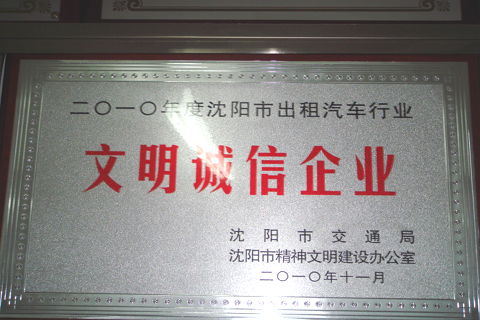 二〇一〇年度沈阳市出租汽车行业
文明诚信企业
沈阳市交通局
沈阳市精神文明建设办公室
二〇一〇年十一月